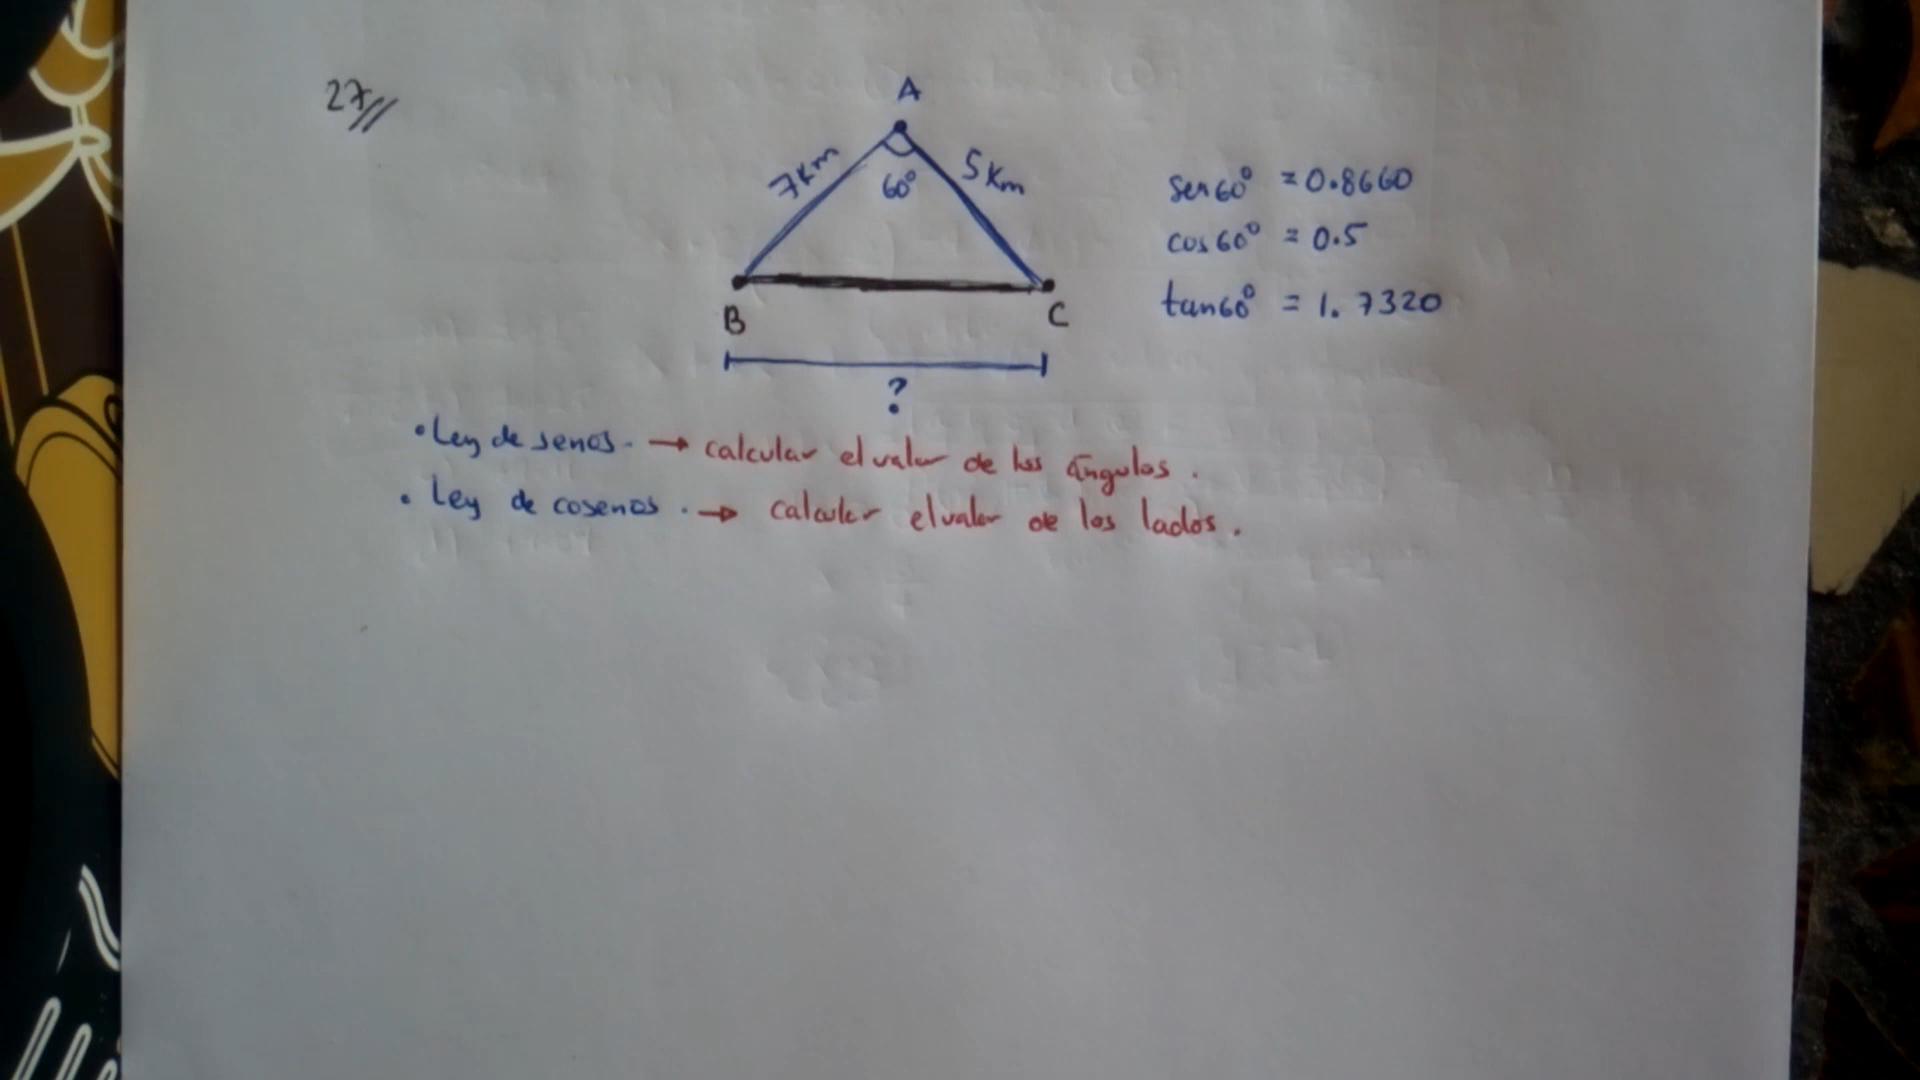 27//
A
7km
5km
60°
B
C
?
sen60° = 0.8660
cos60° = 0.5
tan60° = 1.7320
• Ley de senos. → calcular el valor de los ángulos.
• Ley de cosenos. → calcular el valor de los lados.